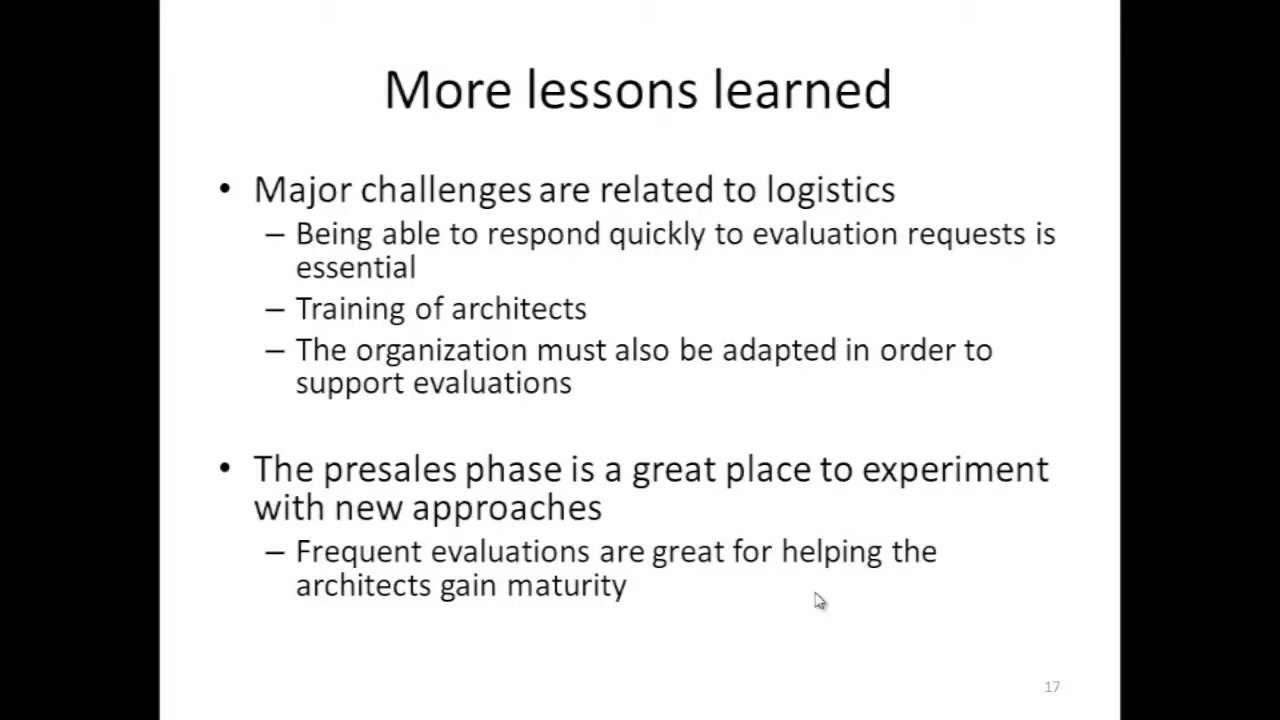 More lessons learned
• Major challenges are related to logistics
– Being able to respond quickly to evaluation requests is
essential
– Training of architects
– The organization must also be adapted in order to
support evaluations
• The presales phase is a great place to experiment
with new approaches
– Frequent evaluations are great for helping the
architects gain maturity
17